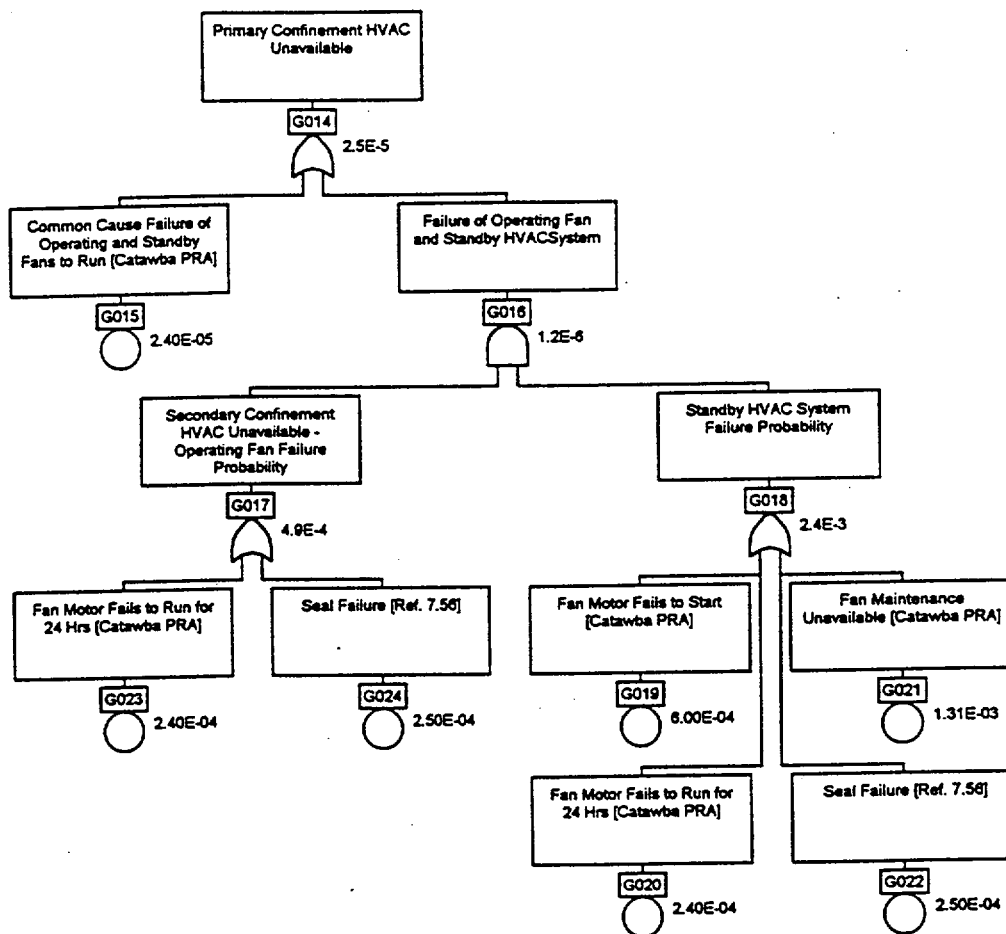 Primary Confinement HVAC
Unavailable
G014
2.5E-5
Common Cause Failure of
Operating and Standby
Fans to Run [Catawba PRA]
G015
2.40E-05
Failure of Operating Fan
and Standby HVACSystem
G016
1.2E-6
Secondary Confinement
HVAC Unavailable -
Operating Fan Failure
Probability
G017
4.9E-4
Standby HVAC System
Failure Probability
G018
2.4E-3
Fan Motor Fails to Run for
24 Hrs [Catawba PRA]
G023
2.40E-04
Seal Failure [Ref. 7.56]
G024
2.50E-04
Fan Motor Fails to Start
[Catawba PRA]
G019
6.00E-04
Fan Maintenance
Unavailable [Catawba PRA]
G021
1.31E-03
Fan Motor Fails to Run for
24 Hrs [Catawba PRA]
G020
2.40E-04
Seal Failure [Ref. 7.56]
G022
2.50E-04